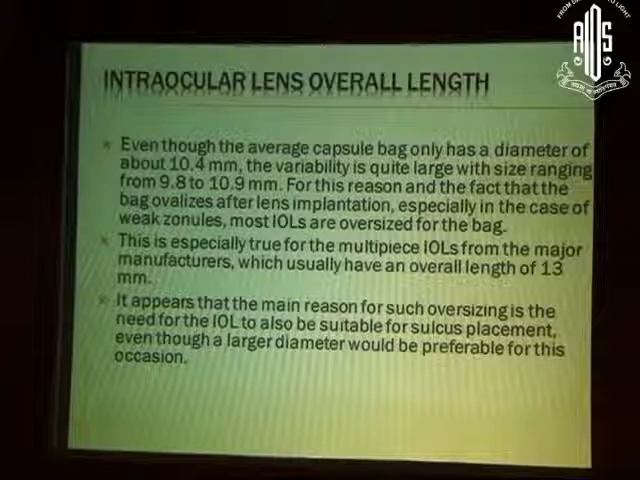 INTRAOCULAR LENS OVERALL LENGTH
Even though the average capsule bag only has a diameter of
about 10.4 mm, the variability is quite large with size ranging
from 9.8 to 10.9 mm. For this reason and the fact that the
bag ovalizes after lens implantation, especially in the case of
weak zonules, most IOLs are oversized for the bag.
This is especially true for the multipiece IOLs from the major
manufacturers, which usually have an overall length of 13
mm.
It appears that the main reason for such oversizing is the
need for the IOL to also be suitable for sulcus placement,
even though a larger diameter would be preferable for this
occasion.
AIOS